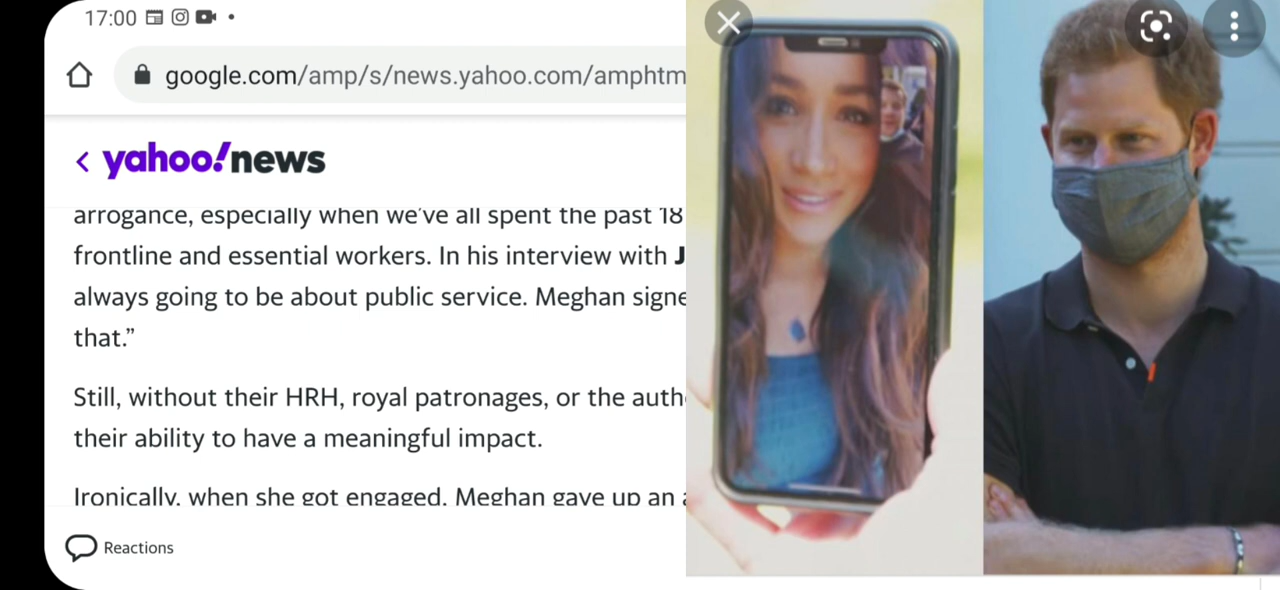 17:00
google.com/amp/s/news.yahoo.com/amphtm
yahoo!news
arrogance, especially when we've all spent the past 18
frontline and essential workers. In his interview with J
always going to be about public service. Meghan signe
that.”
Still, without their HRH, royal patronages, or the auth
their ability to have a meaningful impact.
Ironically, when she got engaged, Meghan gave up an a
Reactions